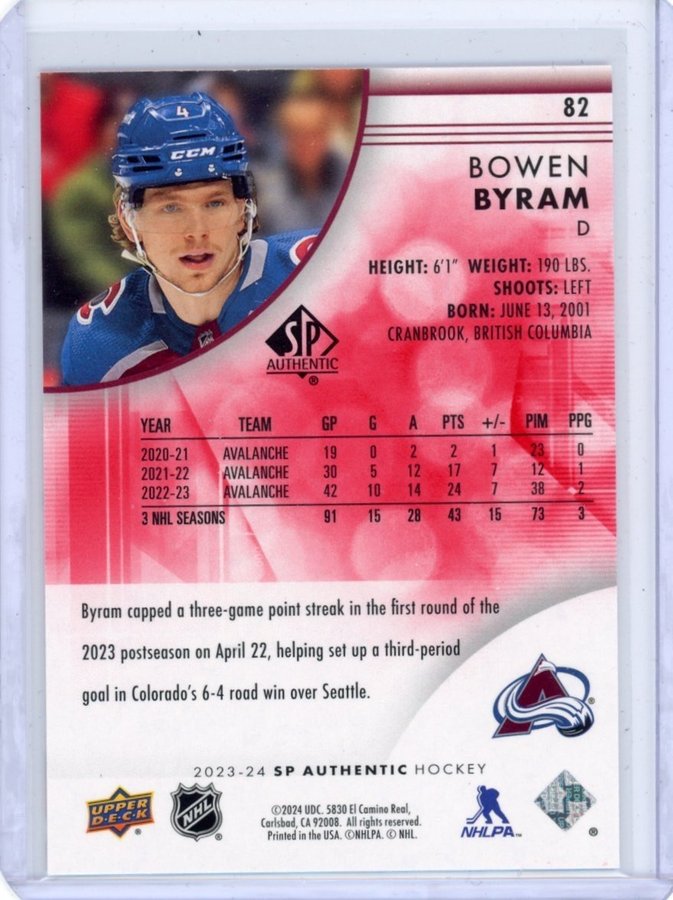 4
CCM
82
BOWEN
BYRAM
D
HEIGHT: 6'1" WEIGHT: 190 LBS.
SHOOTS: LEFT
BORN: JUNE 13, 2001
CRANBROOK, BRITISH COLUMBIA
SP
AUTHENTIC
®
YEAR TEAM GP G A PTS +/- PIM PPG
2020-21 AVALANCHE 19 0 2 2 1 23 0
2021-22 AVALANCHE 30 5 12 17 7 12 1
2022-23 AVALANCHE 42 10 14 24 7 38 2
3 NHL SEASONS 91 15 28 43 15 73 3
Byram capped a three-game point streak in the first round of the
2023 postseason on April 22, helping set up a third-period
goal in Colorado's 6-4 road win over Seattle.
A
®
2023-24 SP AUTHENTIC HOCKEY
UPPER
D·E·C·K
NHL
©2024 UDC. 5830 El Camino Real,
Carlsbad, CA 92008. All rights reserved.
Printed in the USA. ©NHLPA. © NHL.
NHLPA™
®